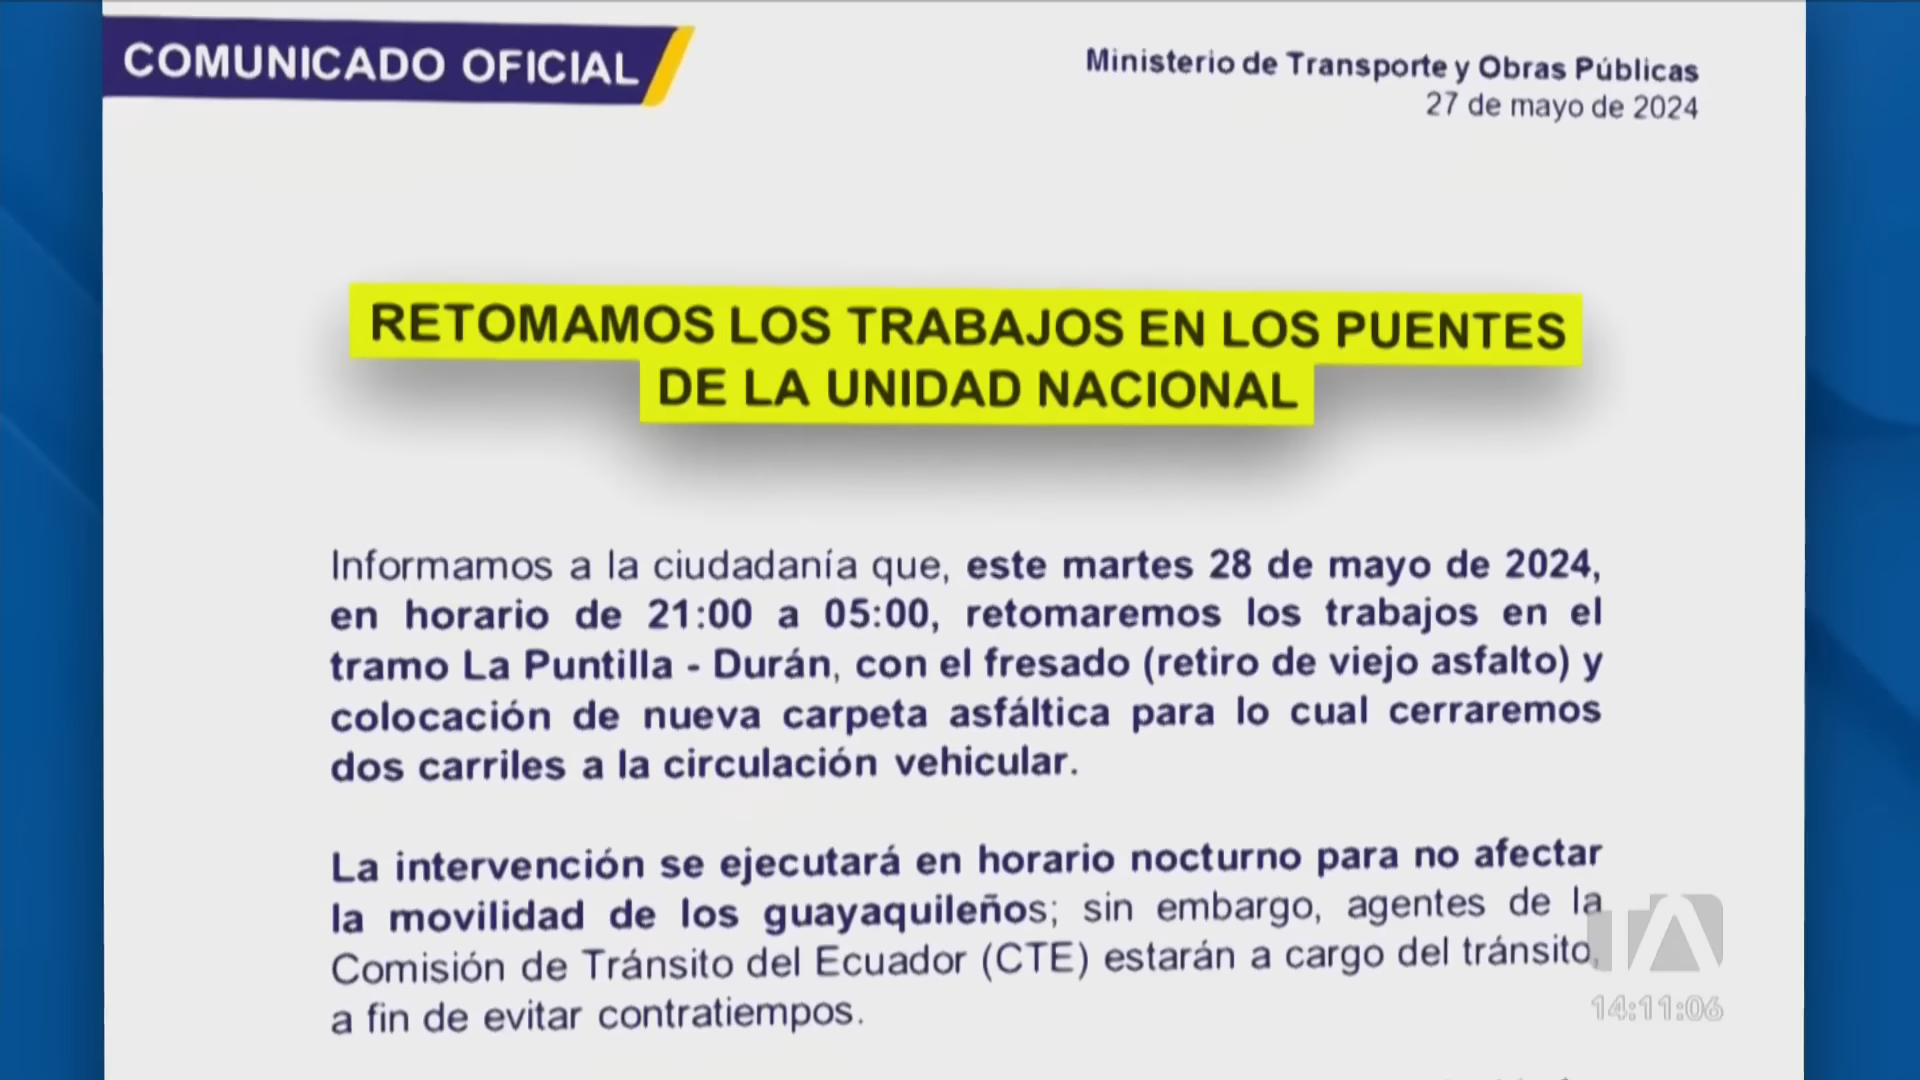 COMUNICADO OFICIAL
Ministerio de Transporte y Obras Públicas
27 de mayo de 2024
RETOMAMOS LOS TRABAJOS EN LOS PUENTES
DE LA UNIDAD NACIONAL
Informamos a la ciudadanía que, este martes 28 de mayo de 2024,
en horario de 21:00 a 05:00, retomaremos los trabajos en el
tramo La Puntilla - Durán, con el fresado (retiro de viejo asfalto) y
colocación de nueva carpeta asfáltica para lo cual cerraremos
dos carriles a la circulación vehicular.
La intervención se ejecutará en horario nocturno para no afectar
la movilidad de los guayaquileños; sin embargo, agentes de la
Comisión de Tránsito del Ecuador (CTE) estarán a cargo del tránsito,
a fin de evitar contratiempos.
TA
14:11:06